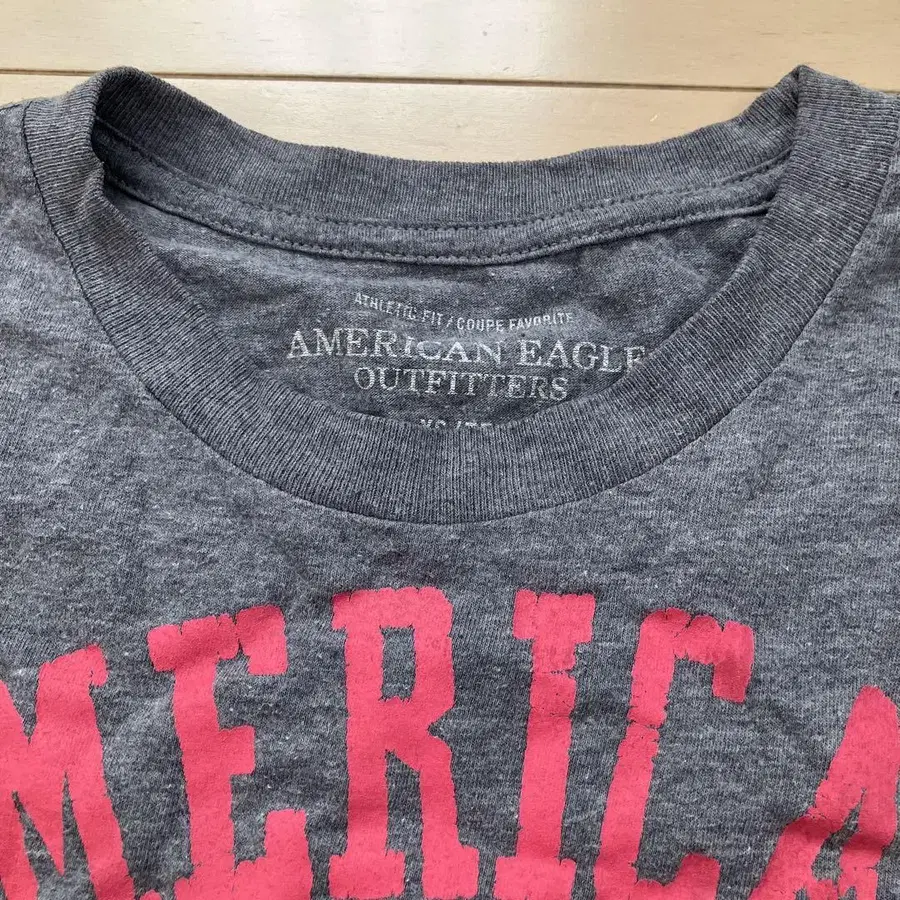 ATHLETIC FIT / COUPE FAVORITE
AMERICAN EAGLE
OUTFITTERS
MERICA